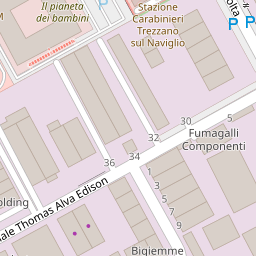 Il pianeta
dei bambini
Stazione
Carabinieri
Trezzano
sul Naviglio
P
P
olta
M
32
30
Fumagalli
Componenti
36
34
1
3
5
7
9
olding
ale Thomas Alva Edison
Bigiemme